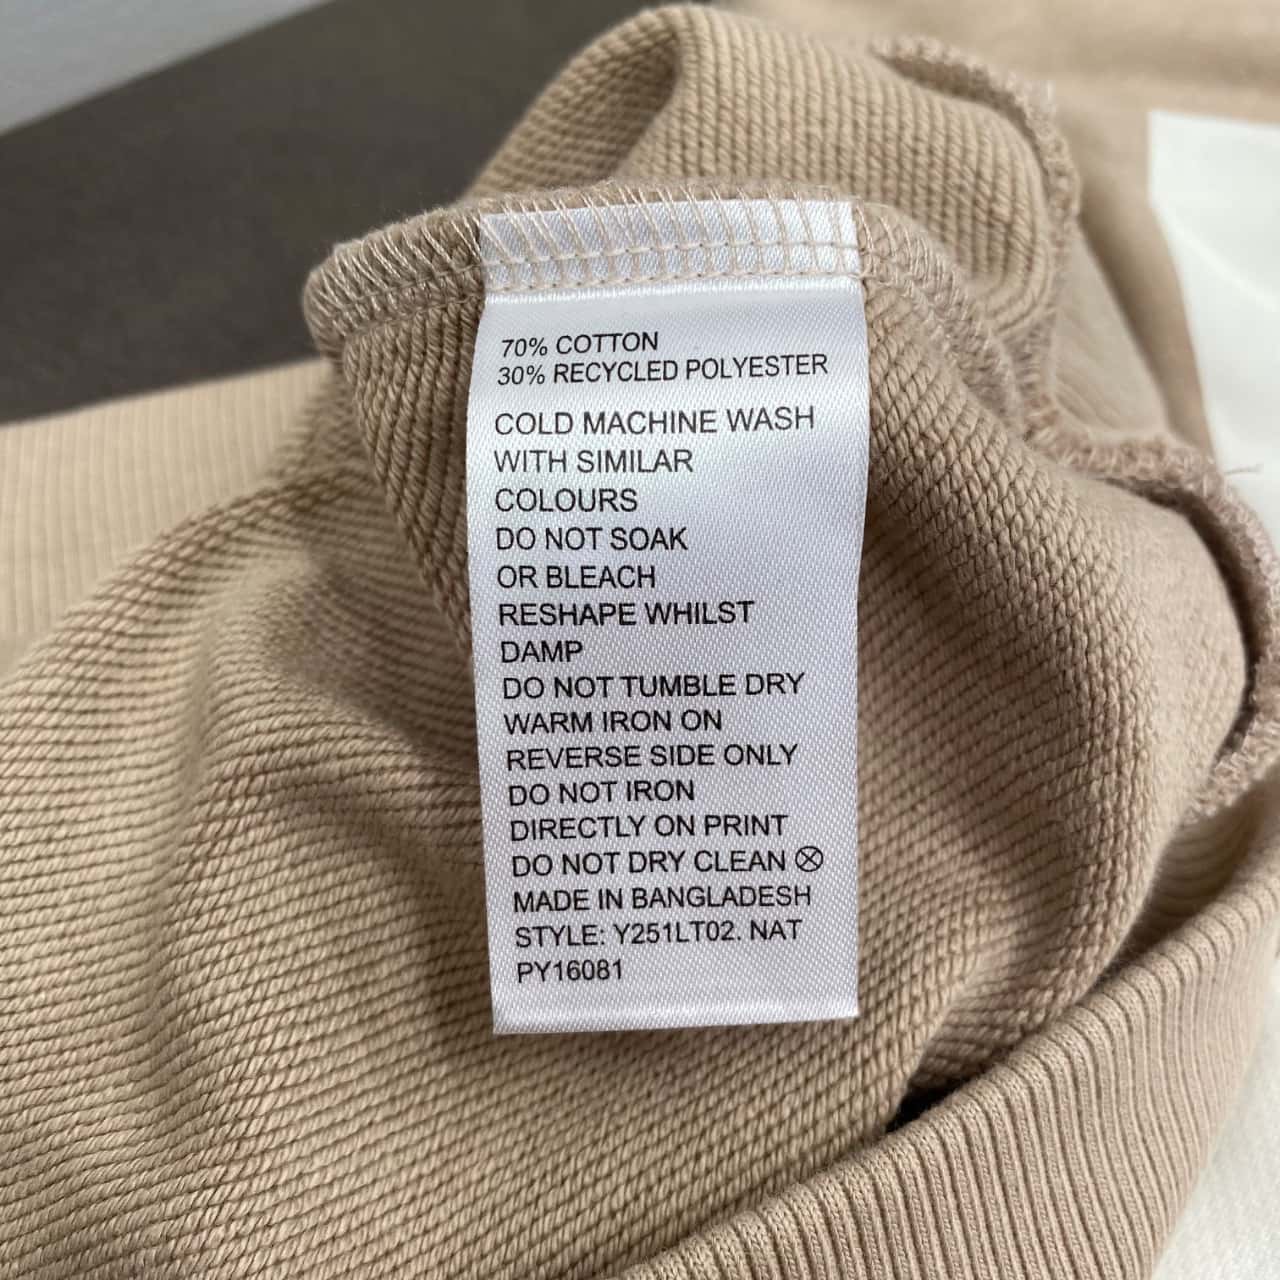 70% COTTON
30% RECYCLED POLYESTER
COLD MACHINE WASH
WITH SIMILAR
COLOURS
DO NOT SOAK
OR BLEACH
RESHAPE WHILST
DAMP
DO NOT TUMBLE DRY
WARM IRON ON
REVERSE SIDE ONLY
DO NOT IRON
DIRECTLY ON PRINT
DO NOT DRY CLEAN
MADE IN BANGLADESH
STYLE: Y251LT02. NAT
PY16081